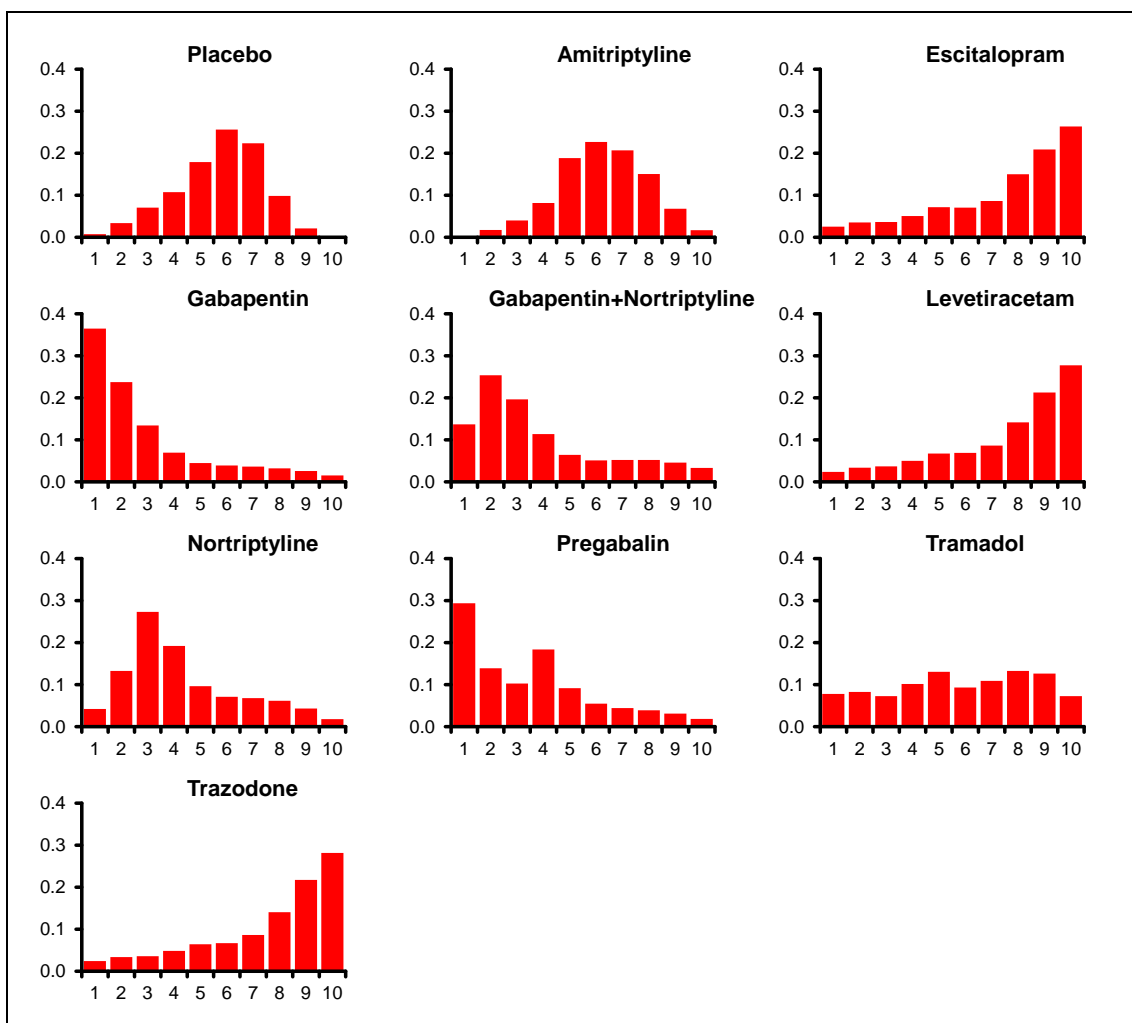 Placebo Amitriptyline Escitalopram
0.4 0.4 0.4
0.3 0.3 0.3
0.2 0.2 0.2
0.1 0.1 0.1
0.0 0.0 0.0
1 2 3 4 5 6 7 8 9 10 1 2 3 4 5 6 7 8 9 10 1 2 3 4 5 6 7 8 9 10
Gabapentin Gabapentin+Nortriptyline Levetiracetam
0.4 0.4 0.4
0.3 0.3 0.3
0.2 0.2 0.2
0.1 0.1 0.1
0.0 0.0 0.0
1 2 3 4 5 6 7 8 9 10 1 2 3 4 5 6 7 8 9 10 1 2 3 4 5 6 7 8 9 10
Nortriptyline Pregabalin Tramadol
0.4 0.4 0.4
0.3 0.3 0.3
0.2 0.2 0.2
0.1 0.1 0.1
0.0 0.0 0.0
1 2 3 4 5 6 7 8 9 10 1 2 3 4 5 6 7 8 9 10 1 2 3 4 5 6 7 8 9 10
Trazodone
0.4
0.3
0.2
0.1
0.0
1 2 3 4 5 6 7 8 9 10